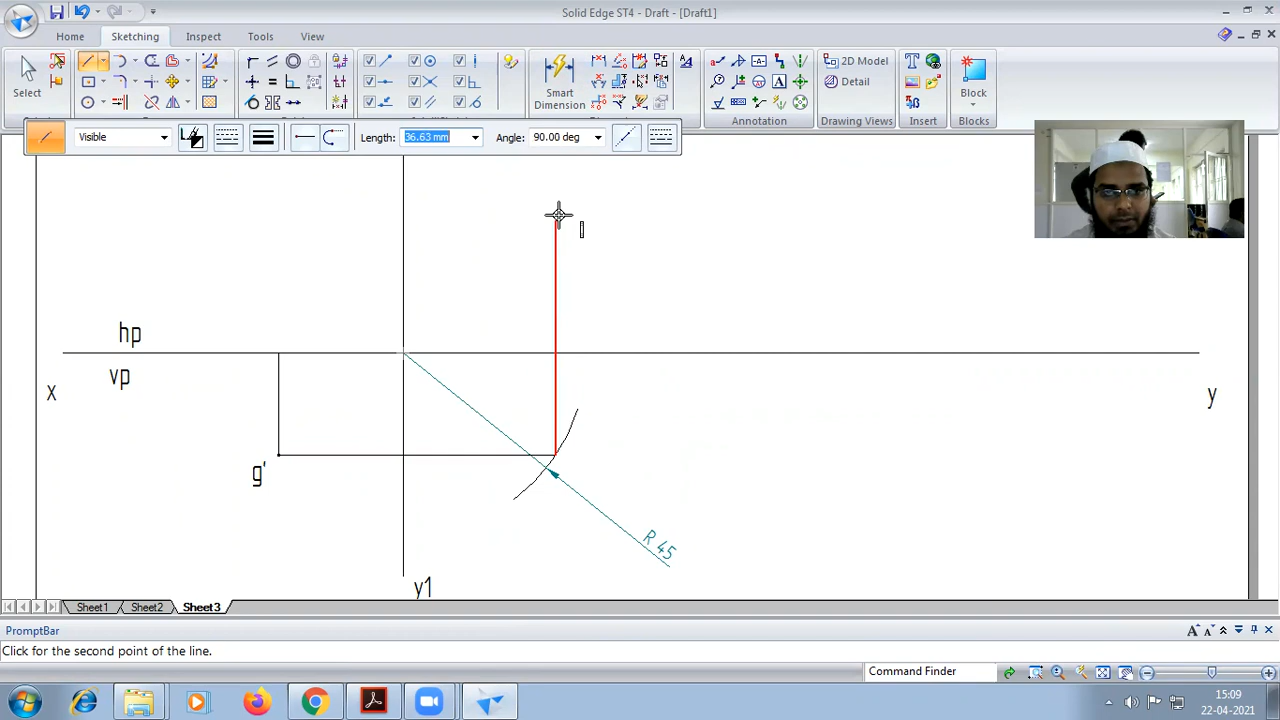 Solid Edge ST4 - Draft - [Draft1]
Home Sketching Inspect Tools View
Select
Smart Dimension
Annotation
2D Model
Detail
Drawing Views
Insert
Block
Blocks
Visible
Length: 36.63 mm
Angle: 90.00 deg
hp
vp
x
y
g'
R 45
y1
Sheet1 Sheet2 Sheet3
PromptBar
Click for the second point of the line.
Command Finder
15:09
22-04-2021